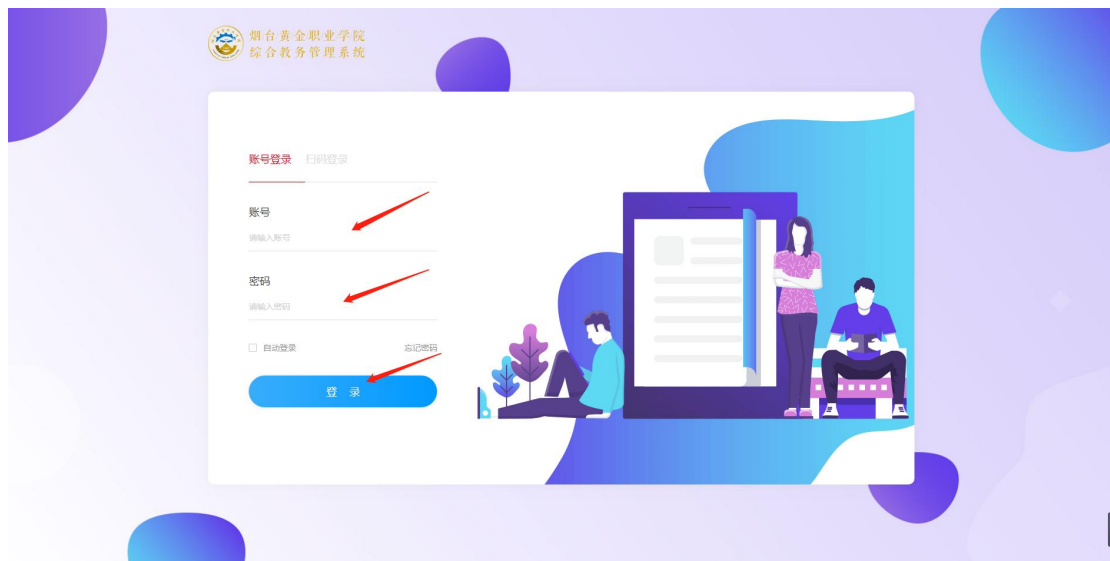 烟台黄金职业学院
综合教务管理系统
账号登录 扫码登录
账号
请输入账号
密码
请输入密码
自动登录 忘记密码
登 录